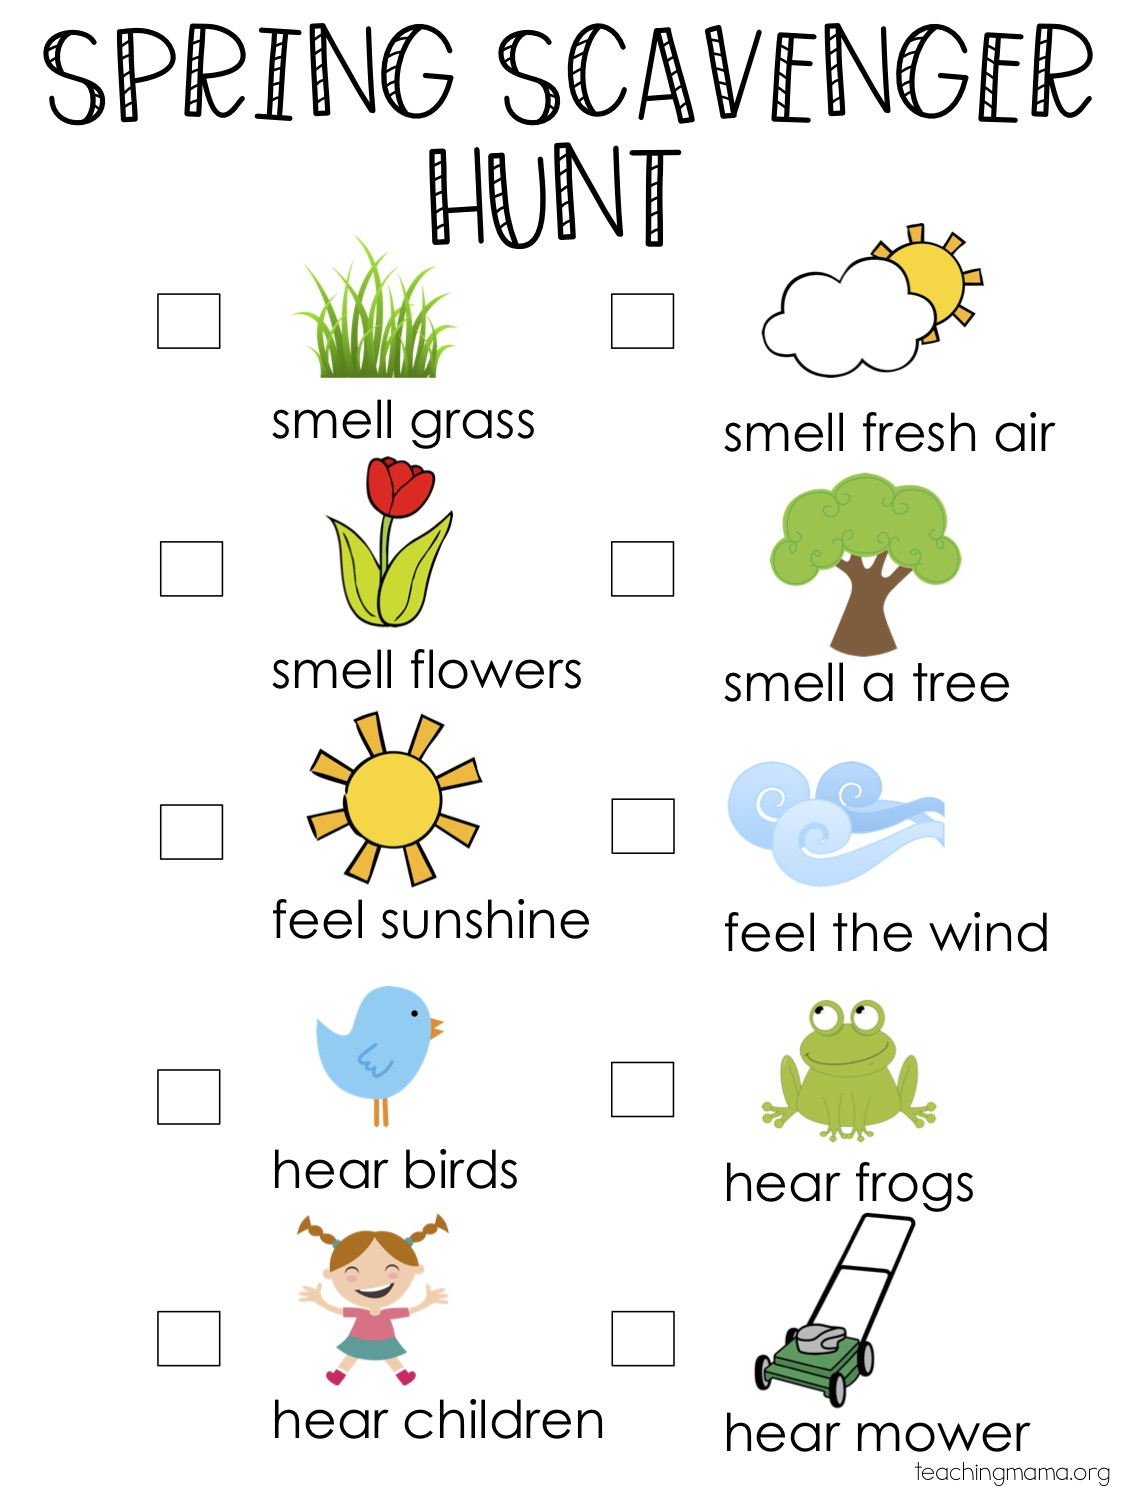 SPRING SCAVENGER
HUNT
smell grass
smell fresh air
smell flowers
smell a tree
feel sunshine
feel the wind
hear birds
hear frogs
hear children
hear mower
teachingmama.org